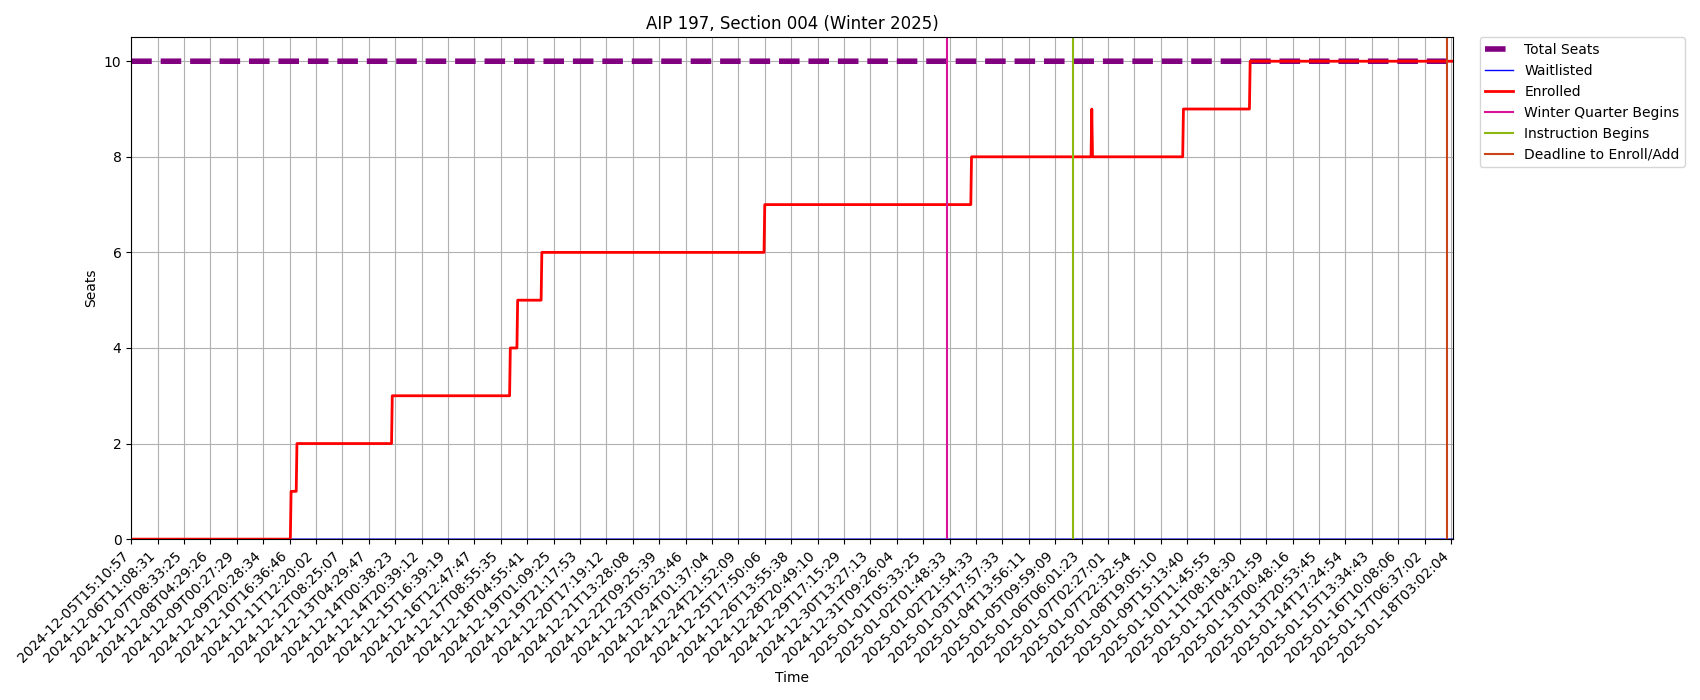 AIP 197, Section 004 (Winter 2025)
Total Seats
Waitlisted
Enrolled
Winter Quarter Begins
Instruction Begins
Deadline to Enroll/Add
Seats
10
8
6
4
2
0
2024-12-05T15:10:57
2024-12-06T11:08:31
2024-12-07T08:33:25
2024-12-08T04:29:26
2024-12-09T00:27:29
2024-12-09T20:28:34
2024-12-10T16:36:46
2024-12-11T12:20:02
2024-12-12T08:25:07
2024-12-13T04:29:47
2024-12-14T00:38:23
2024-12-14T20:39:12
2024-12-15T16:39:19
2024-12-16T12:47:47
2024-12-17T08:55:35
2024-12-18T04:55:41
2024-12-19T01:09:25
2024-12-19T21:17:53
2024-12-20T17:19:12
2024-12-21T13:28:08
2024-12-22T09:25:39
2024-12-23T05:23:46
2024-12-24T01:37:04
2024-12-24T21:52:09
2024-12-25T17:50:06
2024-12-26T13:55:38
2024-12-28T20:49:10
2024-12-29T17:15:29
2024-12-30T13:27:13
2024-12-31T09:26:04
2025-01-01T05:33:25
2025-01-02T01:48:33
2025-01-02T21:54:33
2025-01-03T17:57:33
2025-01-04T13:56:11
2025-01-05T09:59:09
2025-01-06T06:01:23
2025-01-07T02:27:01
2025-01-07T22:32:54
2025-01-08T19:05:10
2025-01-09T15:13:40
2025-01-10T11:45:55
2025-01-11T08:18:30
2025-01-12T04:21:59
2025-01-13T00:48:16
2025-01-13T20:53:45
2025-01-14T17:24:54
2025-01-15T13:34:43
2025-01-16T10:08:06
2025-01-17T06:37:02
2025-01-18T03:02:04
Time